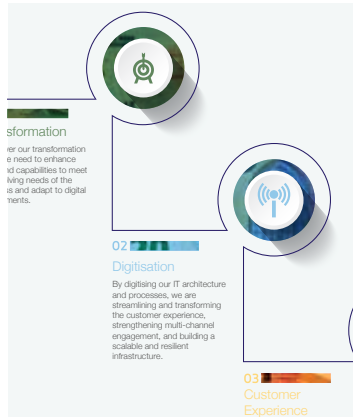 sformation
er our transformation
e need to enhance
nd capabilities to meet
lving needs of the
ss and adapt to digital
ments.
02
Digitisation
By digitising our IT architecture
and processes, we are
streamlining and transforming
the customer experience,
strengthening multi-channel
engagement, and building a
scalable and resilient
infrastructure.
03
Customer
Experience